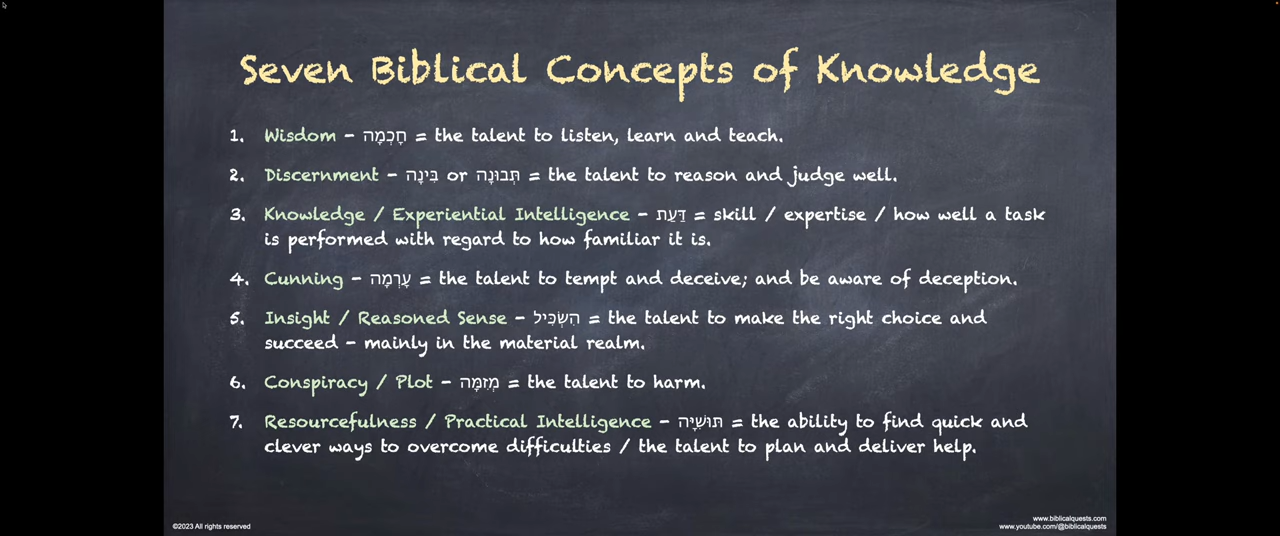 Seven Biblical Concepts of Knowledge
1. Wisdom – חָכְמָה = the talent to listen, learn and teach.
2. Discernment – בִּינָה or תְּבוּנָה = the talent to reason and judge well.
3. Knowledge / Experiential Intelligence – דַּעַת = skill / expertise / how well a task
is performed with regard to how familiar it is.
4. Cunning – עָרְמָה = the talent to tempt and deceive; and be aware of deception.
5. Insight / Reasoned Sense – הִשְׂכִּיל = the talent to make the right choice and
succeed – mainly in the material realm.
6. Conspiracy / Plot – מְזִמָּה = the talent to harm.
7. Resourcefulness / Practical Intelligence – תּוּשִׁיָּה = the ability to find quick and
clever ways to overcome difficulties / the talent to plan and deliver help.
©2023 All rights reserved
www.biblicalquests.com
www.youtube.com/@biblicalquests